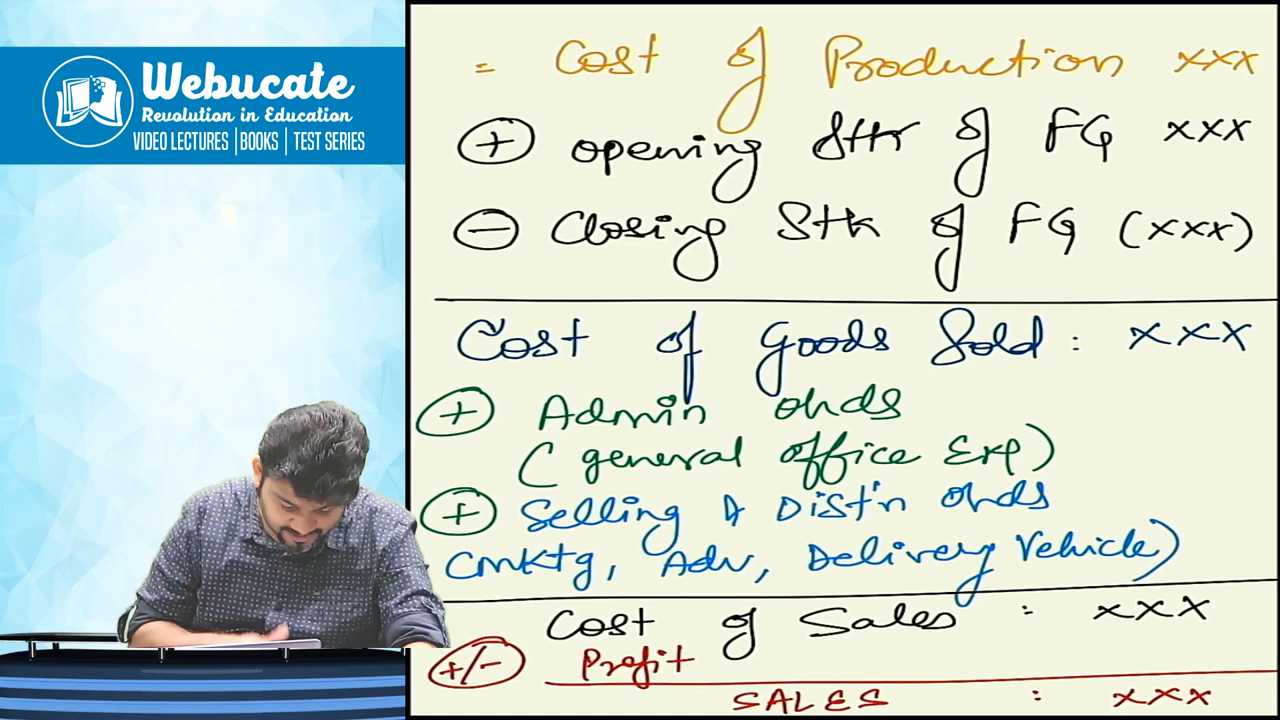 Webucate
Revolution in Education
VIDEO LECTURES | BOOKS | TEST SERIES
= Cost of Production xxx
+ opening Stk of FG xxx
- Closing Stk of FG (xxx)
Cost of Goods Sold : xxx
+ Admin ohds
(general office Exp)
+ Selling & Dist'n ohds
(mktg, Adv, Delivery Vehicle)
Cost of Sales : xxx
+/- Profit
SALES : xxx